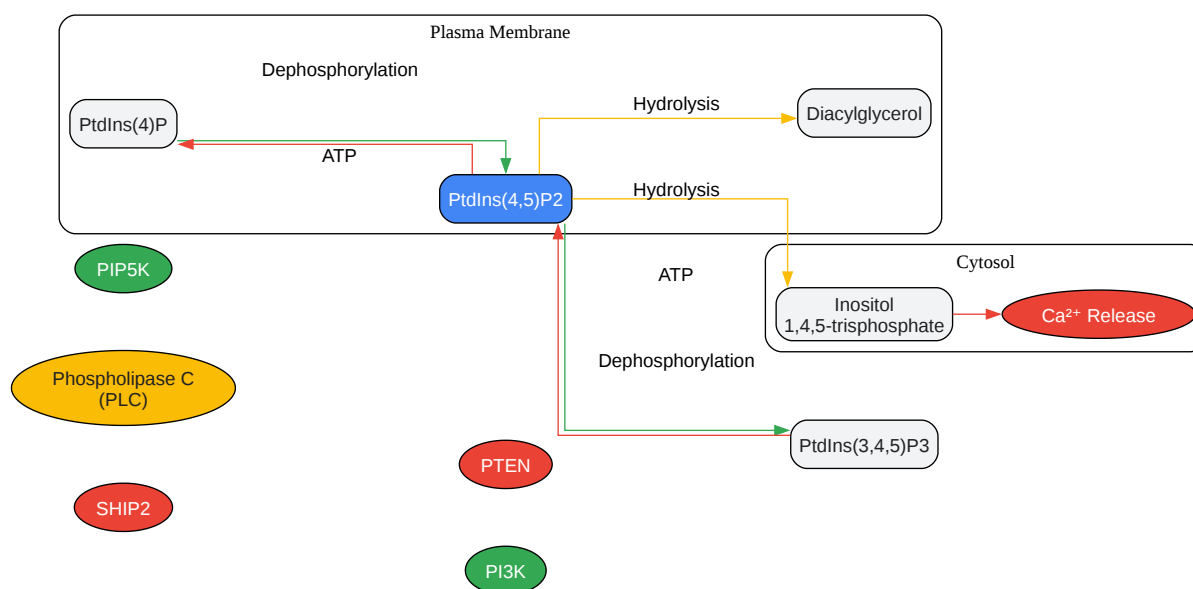 Plasma Membrane
Dephosphorylation
Hydrolysis
PtdIns(4)P
Diacylglycerol
ATP
Hydrolysis
PtdIns(4,5)P2
PIP5K
ATP
Cytosol
Inositol
1,4,5-trisphosphate
Ca²⁺ Release
Dephosphorylation
Phospholipase C
(PLC)
PtdIns(3,4,5)P3
PTEN
SHIP2
PI3K